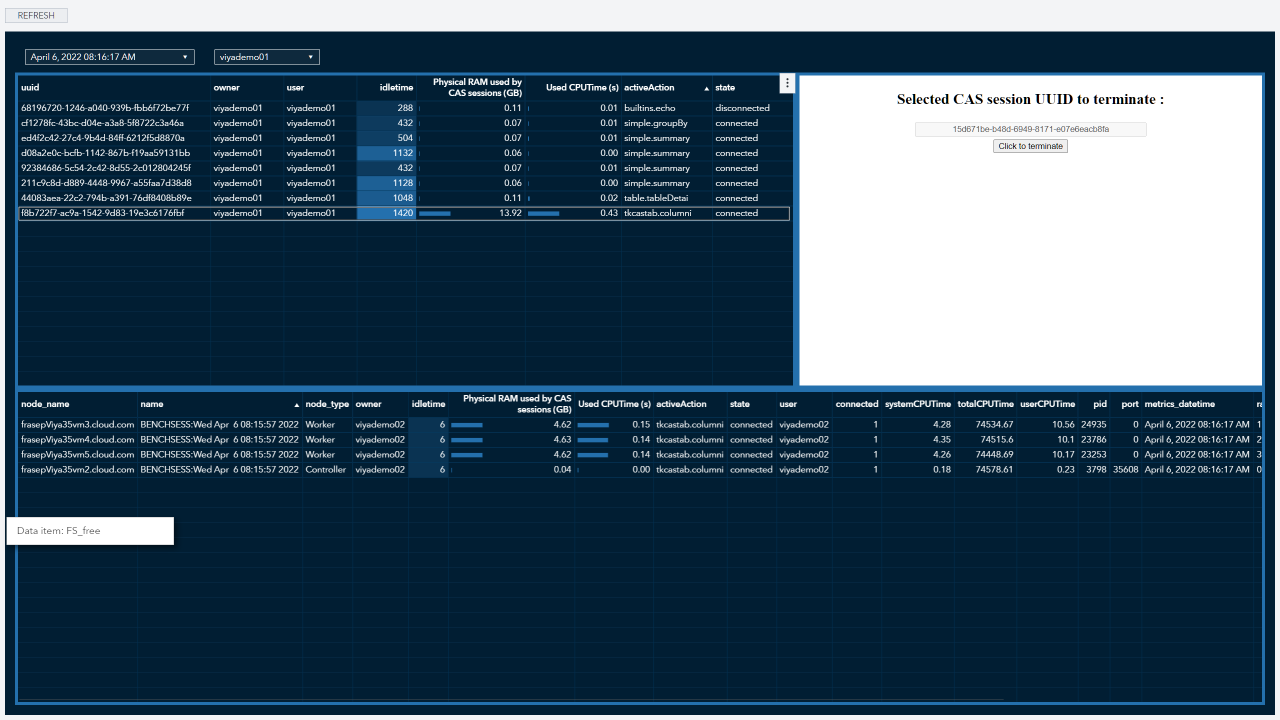 REFRESH
April 6, 2022 08:16:17 AM viyademo01
uuid owner user idletime Physical RAM used by CAS sessions (GB) Used CPUTime (s) activeAction state
68196720-1246-a040-939b-fbb6f72be77f viyademo01 viyademo01 288 0.11 0.01 builtins.echo disconnected
cf1278fc-43bc-d04e-a3a8-5f8722c3a46a viyademo01 viyademo01 432 0.07 0.01 simple.groupBy connected
ed4f2c42-27c4-9b4d-84ff-6212f5d8870a viyademo01 viyademo01 504 0.07 0.01 simple.summary connected
d08a2e0c-bcfb-1142-867b-f19aa59131bb viyademo01 viyademo01 1132 0.06 0.00 simple.summary connected
92384686-5c54-2c42-8d55-2c012804245f viyademo01 viyademo01 432 0.07 0.01 simple.summary connected
211c9c8d-d889-4448-9967-a55faa7d38d8 viyademo01 viyademo01 1128 0.06 0.00 simple.summary connected
44083aea-22c2-794b-a391-76df8408b89e viyademo01 viyademo01 1048 0.11 0.02 table.tableDetai connected
f8b722f7-ac9a-1542-9d83-19e3c6176fbf viyademo01 viyademo01 1420 13.92 0.43 tkcastab.columni connected
Selected CAS session UUID to terminate :
15d671be-b48d-6949-8171-e07e6eacb8fa
Click to terminate
node_name name node_type owner idletime Physical RAM used by CAS sessions (GB) Used CPUTime (s) activeAction state user connected systemCPUTime totalCPUTime userCPUTime pid port metrics_datetime ra
frasepViya35vm3.cloud.com BENCHSESS:Wed Apr 6 08:15:57 2022 Worker viyademo02 6 4.62 0.15 tkcastab.columni connected viyademo02 1 4.28 74534.67 10.56 24935 0 April 6, 2022 08:16:17 AM 1
frasepViya35vm4.cloud.com BENCHSESS:Wed Apr 6 08:15:57 2022 Worker viyademo02 6 4.63 0.14 tkcastab.columni connected viyademo02 1 4.35 74515.6 10.1 23786 0 April 6, 2022 08:16:17 AM 2
frasepViya35vm5.cloud.com BENCHSESS:Wed Apr 6 08:15:57 2022 Worker viyademo02 6 4.62 0.14 tkcastab.columni connected viyademo02 1 4.26 74448.69 10.17 23253 0 April 6, 2022 08:16:17 AM 3
frasepViya35vm2.cloud.com BENCHSESS:Wed Apr 6 08:15:57 2022 Controller viyademo02 6 0.04 0.00 tkcastab.columni connected viyademo02 1 0.18 74578.61 0.23 3798 35608 April 6, 2022 08:16:17 AM 0
Data item: FS_free